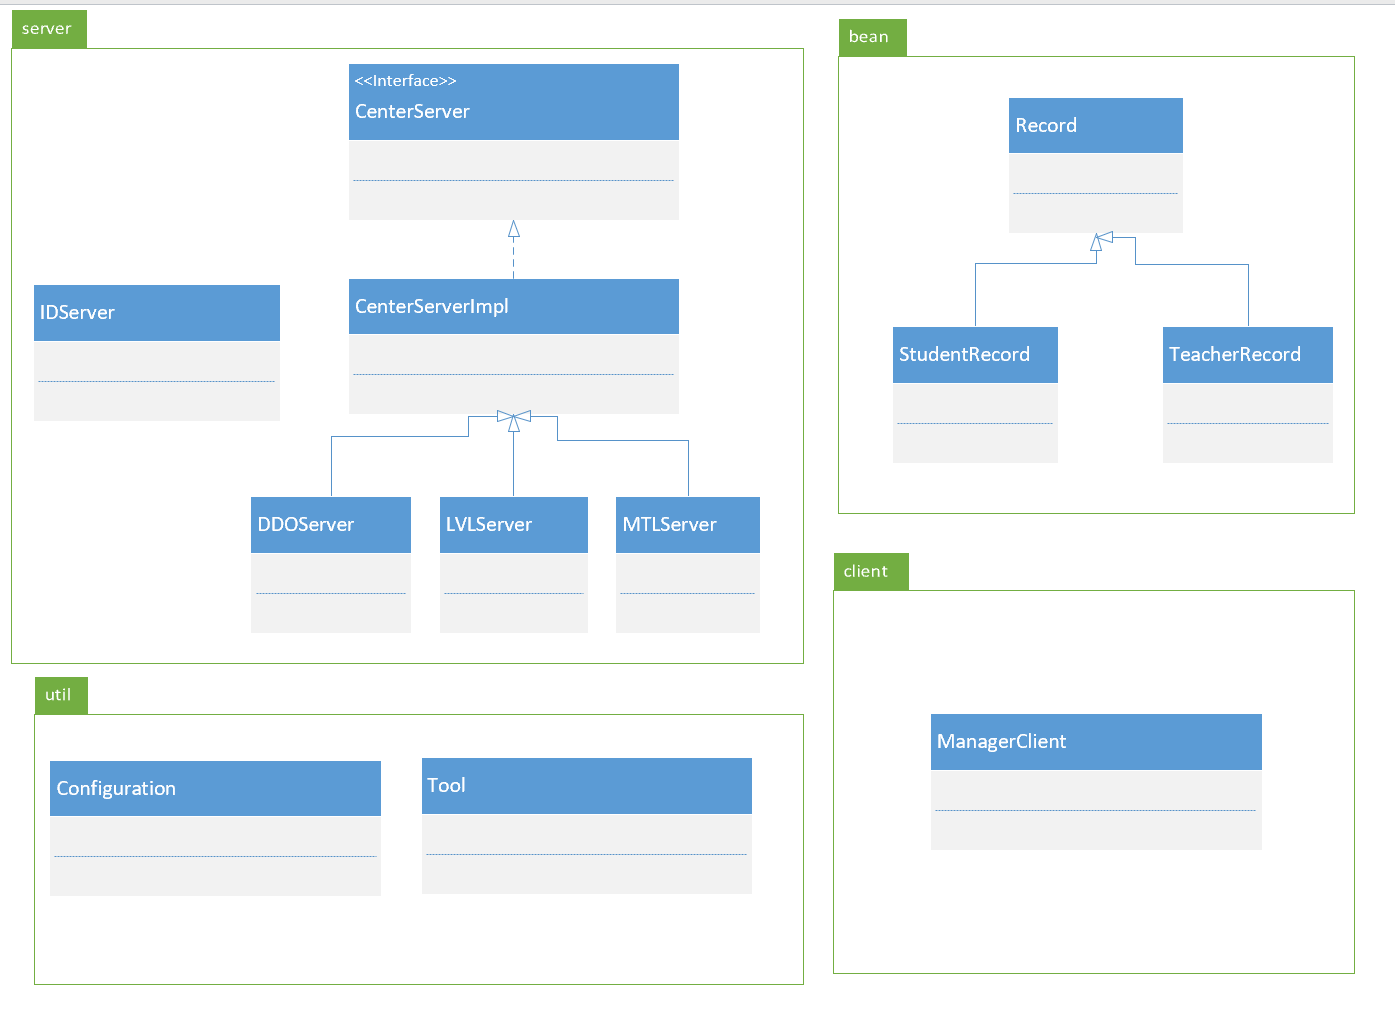 server
<<Interface>>
CenterServer
IDServer
CenterServerImpl
DDOServer
LVLServer
MTLServer
bean
Record
StudentRecord
TeacherRecord
util
Configuration
Tool
client
ManagerClient